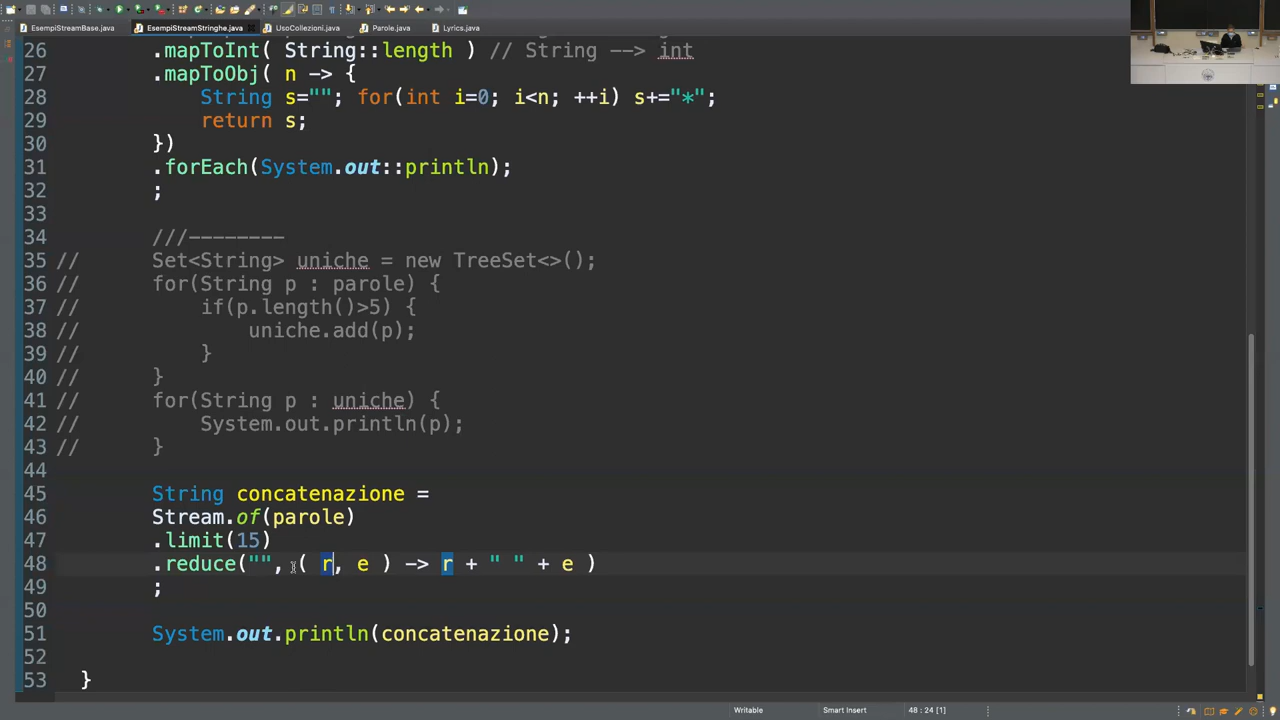 EsempiStreamBase.java EsempiStreamStringhe.java UsoCollezioni.java Parole.java Lyrics.java
26 .mapToInt( String::length ) // String --> int
27 .mapToObj( n -> {
28 String s=""; for(int i=0; i<n; ++i) s+="*";
29 return s;
30 })
31 .forEach(System.out::println);
32 ;
33
34 ///--------
35 // Set<String> uniche = new TreeSet<>();
36 // for(String p : parole) {
37 // if(p.length()>5) {
38 // uniche.add(p);
39 // }
40 // }
41 // for(String p : uniche) {
42 // System.out.println(p);
43 // }
44
45 String concatenazione =
46 Stream.of(parole)
47 .limit(15)
48 .reduce("", ( r, e ) -> r + " " + e )
49 ;
50
51 System.out.println(concatenazione);
52
53 }
Writable Smart Insert 48 : 24 [1]